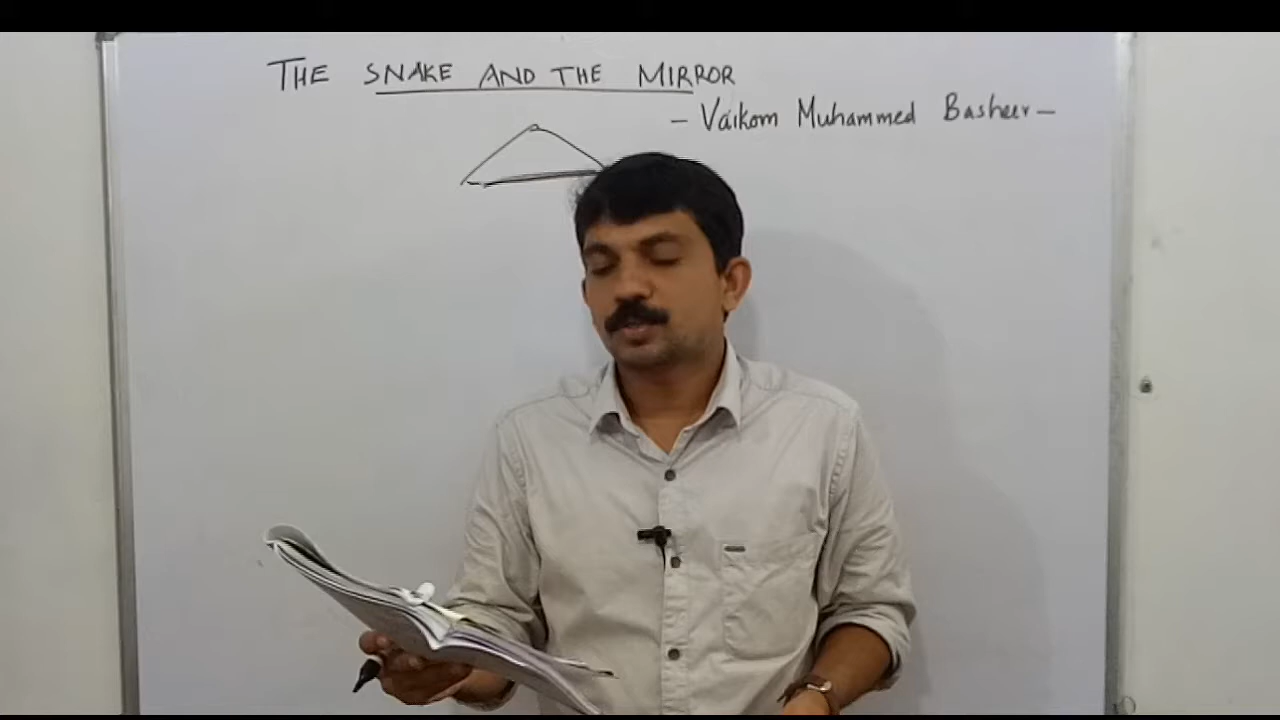 THE SNAKE AND THE MIRROR
- Vaikom Muhammed Basheer -